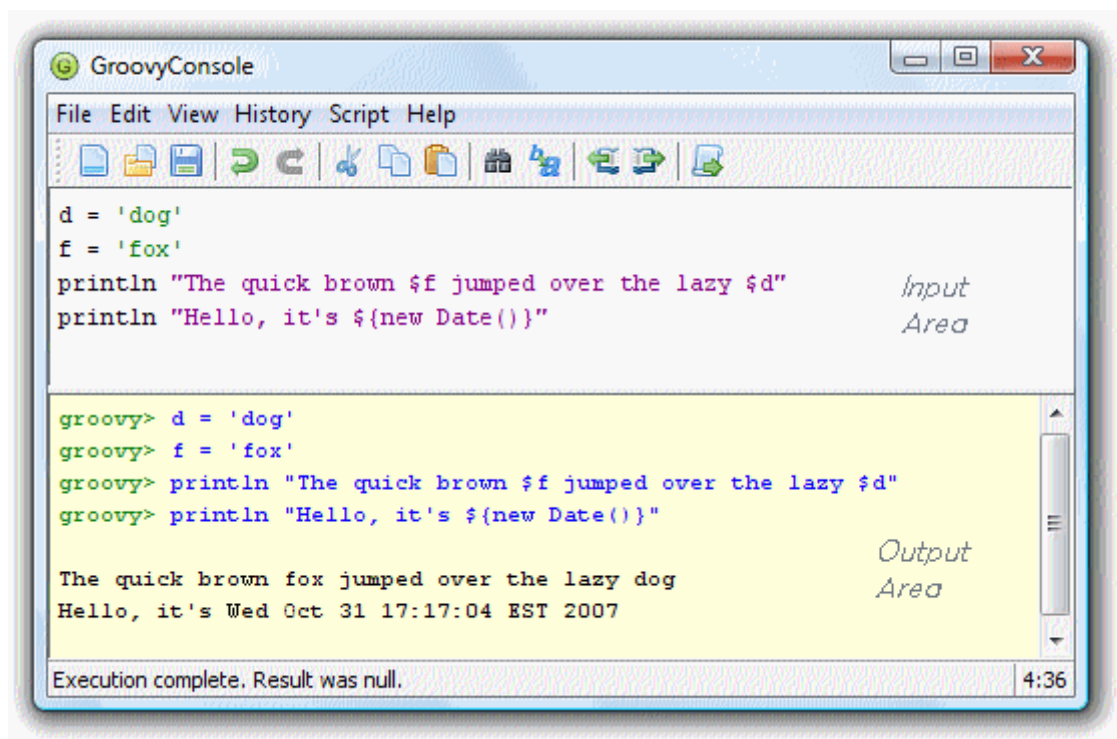 GroovyConsole
File Edit View History Script Help
d = 'dog'
f = 'fox'
println "The quick brown $f jumped over the lazy $d"
println "Hello, it's ${new Date()}"
Input
Area
groovy> d = 'dog'
groovy> f = 'fox'
groovy> println "The quick brown $f jumped over the lazy $d"
groovy> println "Hello, it's ${new Date()}"
Output
Area
The quick brown fox jumped over the lazy dog
Hello, it's Wed Oct 31 17:17:04 EST 2007
Execution complete. Result was null.
4:36